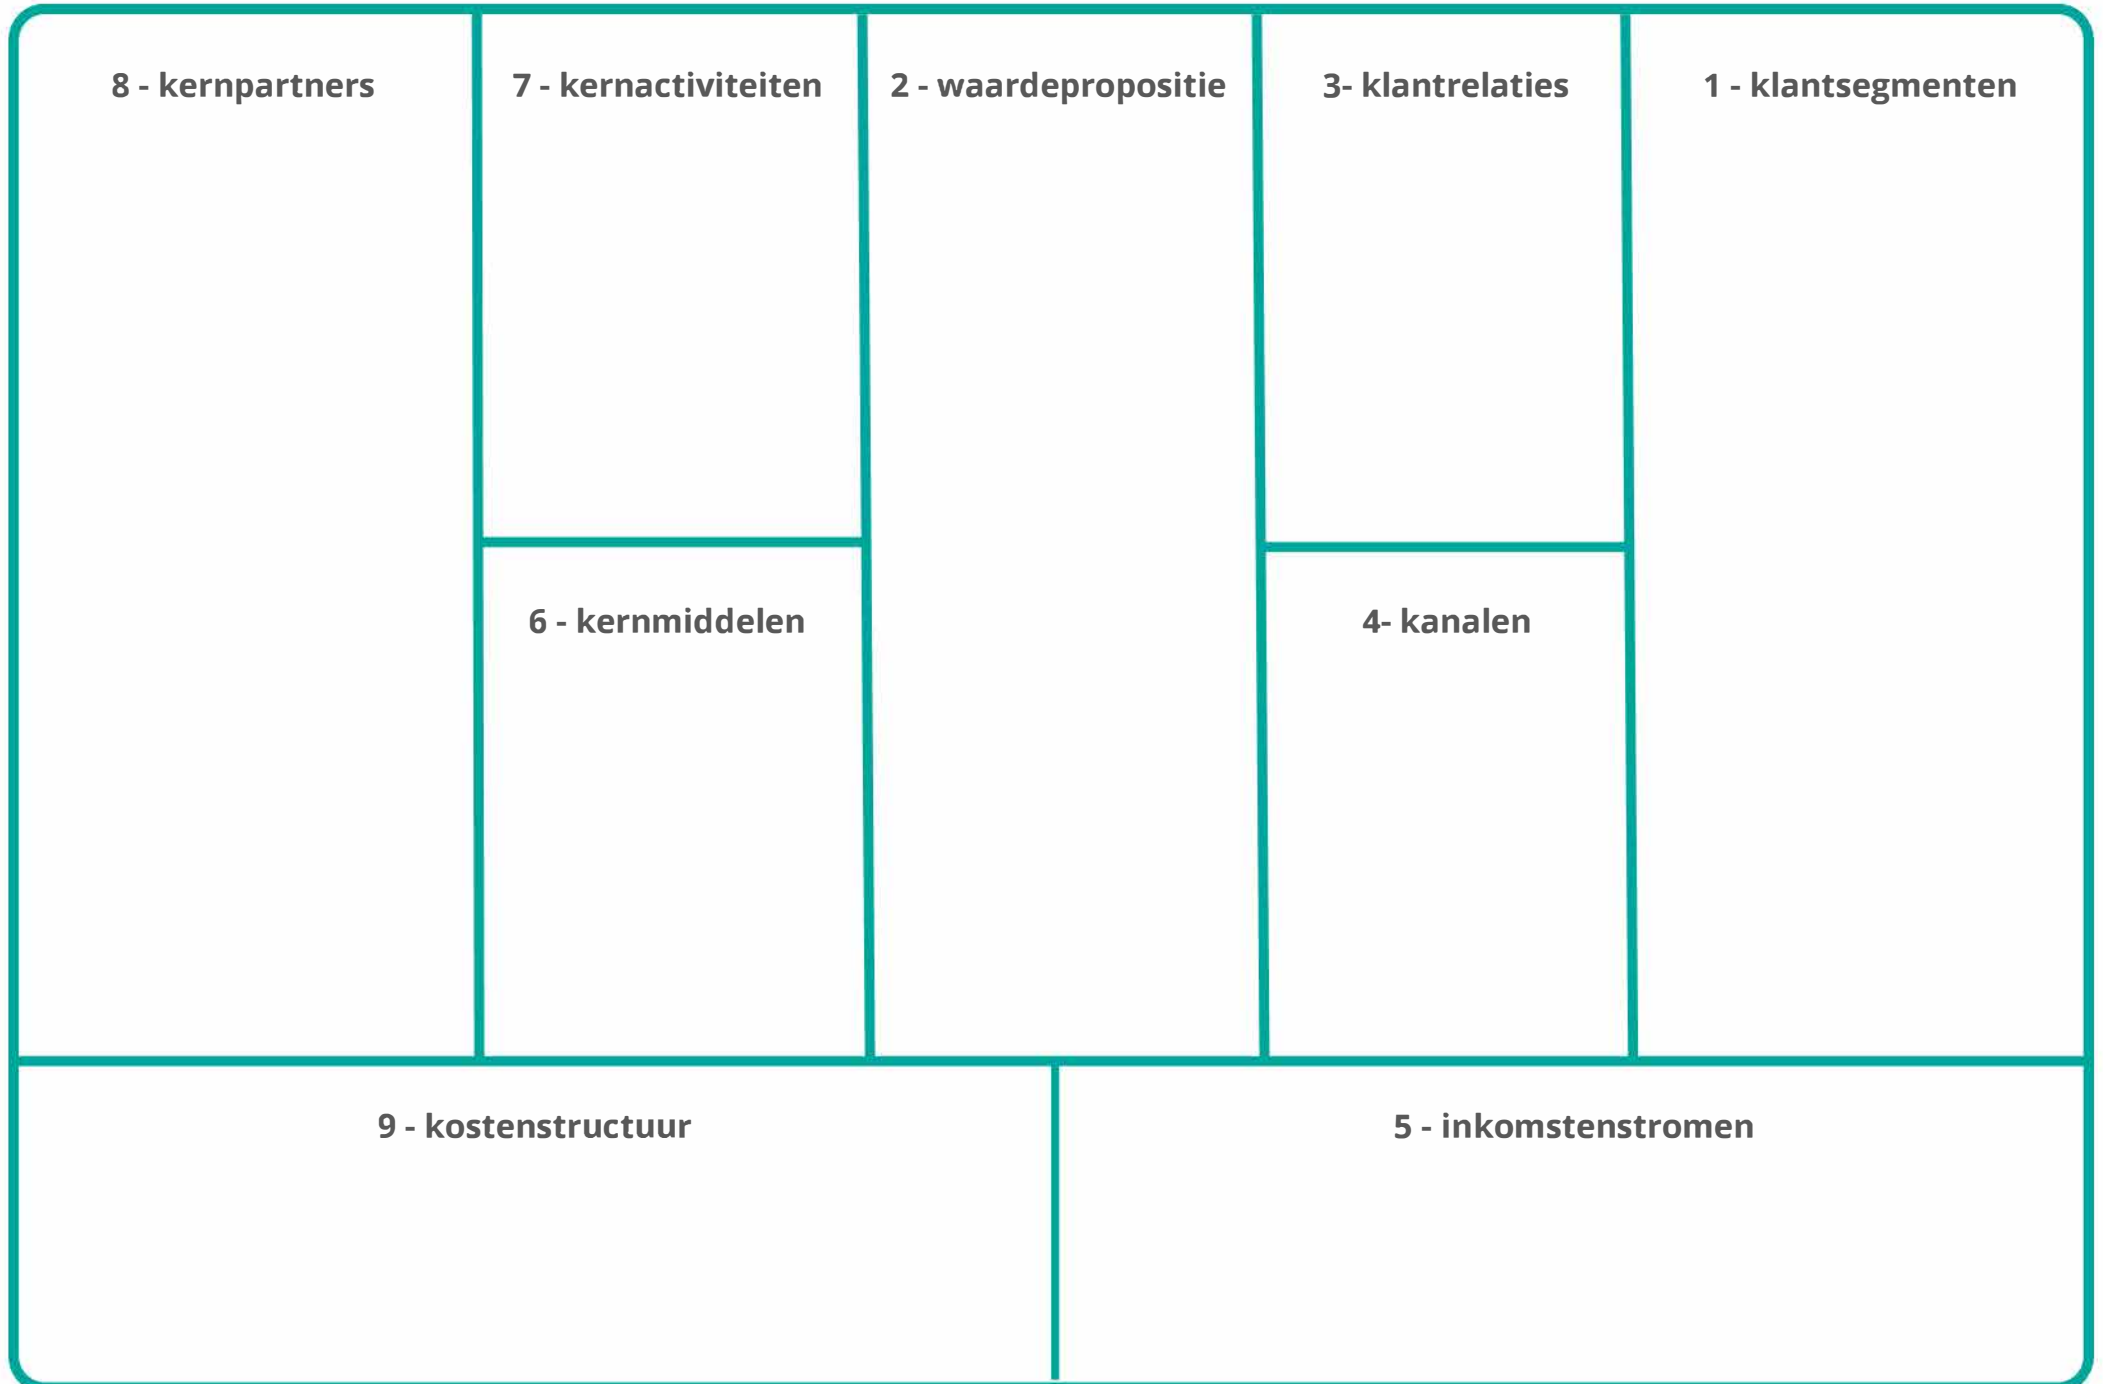 8 - kernpartners
7 - kernactiviteiten
2 - waardepropositie
3- klantrelaties
1 - klantsegmenten
6 - kernmiddelen
4- kanalen
9 - kostenstructuur
5 - inkomstenstromen